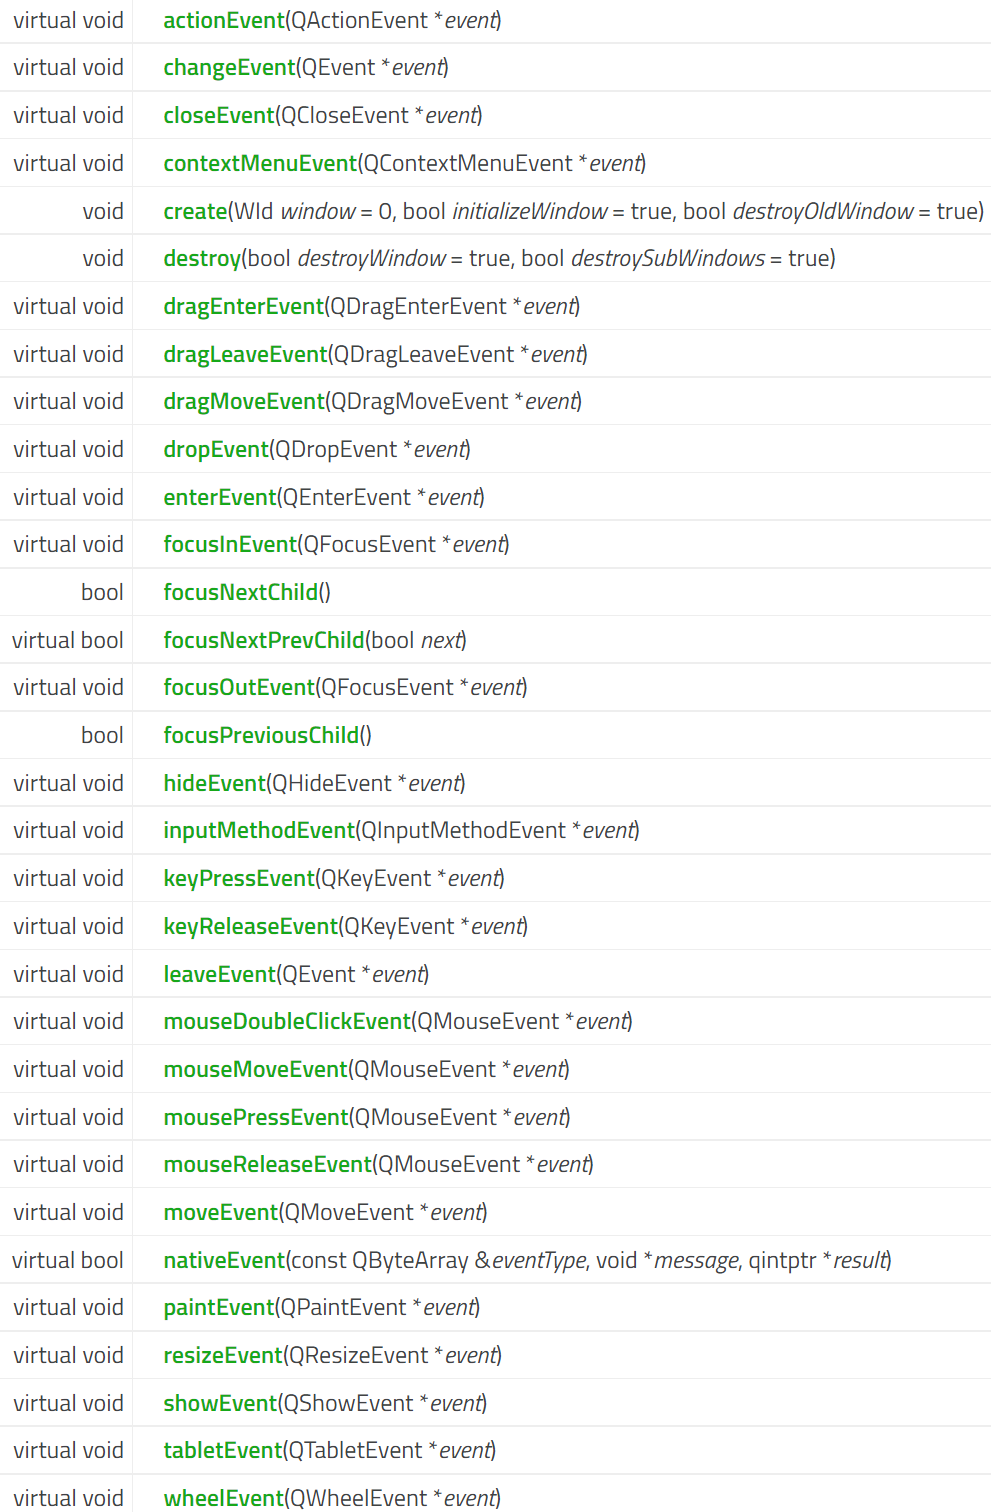 virtual void actionEvent(QActionEvent *event)
virtual void changeEvent(QEvent *event)
virtual void closeEvent(QCloseEvent *event)
virtual void contextMenuEvent(QContextMenuEvent *event)
void create(WId window = 0, bool initializeWindow = true, bool destroyOldWindow = true)
void destroy(bool destroyWindow = true, bool destroySubWindows = true)
virtual void dragEnterEvent(QDragEnterEvent *event)
virtual void dragLeaveEvent(QDragLeaveEvent *event)
virtual void dragMoveEvent(QDragMoveEvent *event)
virtual void dropEvent(QDropEvent *event)
virtual void enterEvent(QEnterEvent *event)
virtual void focusInEvent(QFocusEvent *event)
bool focusNextChild()
virtual bool focusNextPrevChild(bool next)
virtual void focusOutEvent(QFocusEvent *event)
bool focusPreviousChild()
virtual void hideEvent(QHideEvent *event)
virtual void inputMethodEvent(QInputMethodEvent *event)
virtual void keyPressEvent(QKeyEvent *event)
virtual void keyReleaseEvent(QKeyEvent *event)
virtual void leaveEvent(QEvent *event)
virtual void mouseDoubleClickEvent(QMouseEvent *event)
virtual void mouseMoveEvent(QMouseEvent *event)
virtual void mousePressEvent(QMouseEvent *event)
virtual void mouseReleaseEvent(QMouseEvent *event)
virtual void moveEvent(QMoveEvent *event)
virtual bool nativeEvent(const QByteArray &eventType, void *message, qintptr *result)
virtual void paintEvent(QPaintEvent *event)
virtual void resizeEvent(QResizeEvent *event)
virtual void showEvent(QShowEvent *event)
virtual void tabletEvent(QTabletEvent *event)
virtual void wheelEvent(QWheelEvent *event)